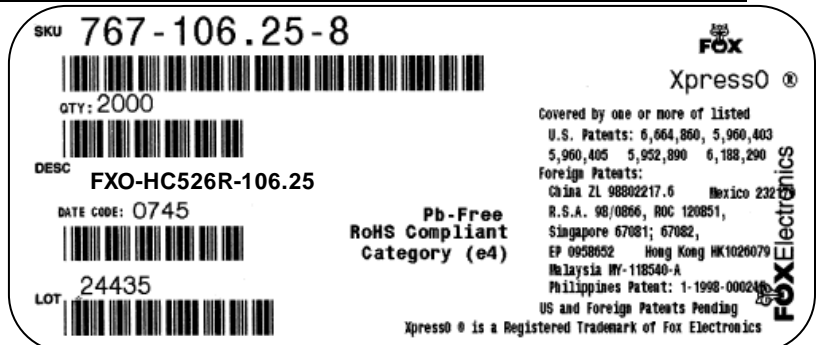 SKU 767-106.25-8
QTY: 2000
DESC
FXO-HC526R-106.25
DATE CODE: 0745
LOT 24435
Pb-Free
RoHS Compliant
Category (e4)
FOX
XpressO ®
Covered by one or more of listed
U.S. Patents: 6,664,860, 5,960,403
5,960,405 5,952,890 6,188,290
Foreign Patents:
China ZL 98802217.6 Mexico 232179
R.S.A. 98/0866, ROC 120851,
Singapore 67081; 67082,
EP 0958652 Hong Kong HK1026079
Malaysia MY-118540-A
Philippines Patent:
US and Foreign Patents Pending
XpressO ® is a Registered Trademark of Fox Electronics
FOXElectronics